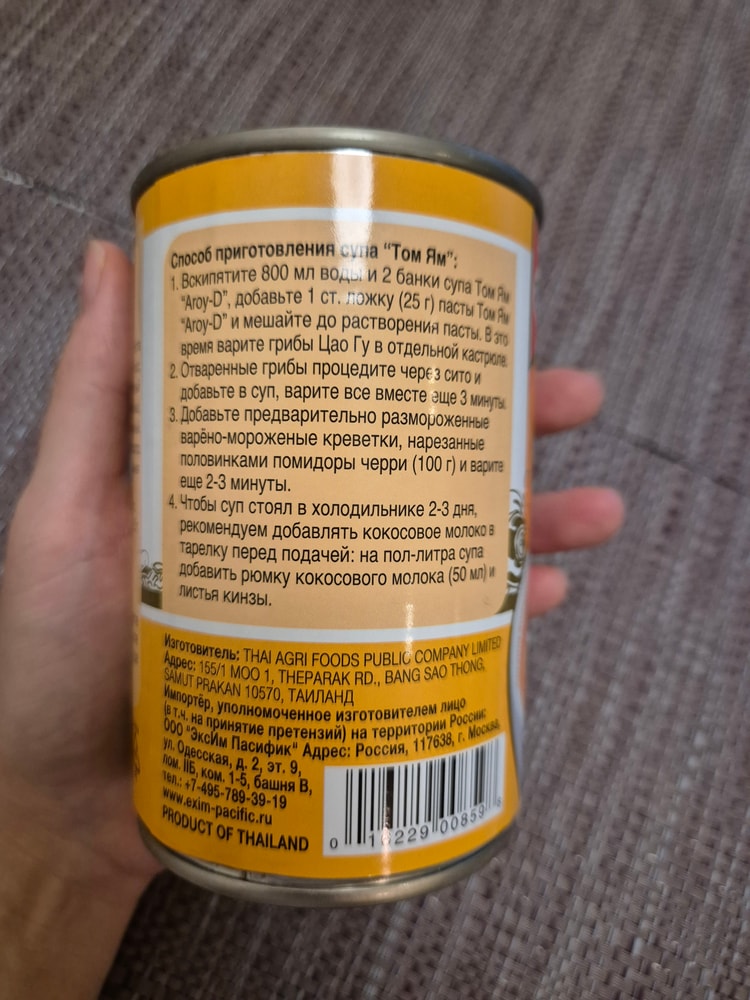 Способ приготовления супа "Том Ям":
1. Вскипятите 800 мл воды и 2 банки супа Том Ям
"Aroy-D", добавьте 1 ст. ложку (25 г) пасты Том Ям
"Aroy-D" и мешайте до растворения пасты. В это
время варите грибы Цао Гу в отдельной кастрюле.
2. Отваренные грибы процедите через сито и
добавьте в суп, варите все вместе еще 3 минуты.
3. Добавьте предварительно размороженные
варёно-мороженые креветки, нарезанные
половинками помидоры черри (100 г) и варите
еще 2-3 минуты.
4. Чтобы суп стоял в холодильнике 2-3 дня,
рекомендуем добавлять кокосовое молоко в
тарелку перед подачей: на пол-литра супа
добавить рюмку кокосового молока (50 мл) и
листья кинзы.
Изготовитель: THAI AGRI FOODS PUBLIC COMPANY LIMITED
Адрес: 155/1 MOO 1, THEPARAK RD., BANG SAO THONG,
SAMUT PRAKAN 10570, ТАИЛАНД
Импортёр, уполномоченное изготовителем лицо
(в т.ч. на принятие претензий) на территории России:
ООО "ЭксИм Пасифик" Адрес: Россия, 117638, г. Москва,
ул. Одесская, д. 2, эт. 9,
пом. IIБ, ком. 1-5, башня В,
тел.: +7-495-789-39-19
www.exim-pacific.ru
PRODUCT OF THAILAND
0 16229 00859 8